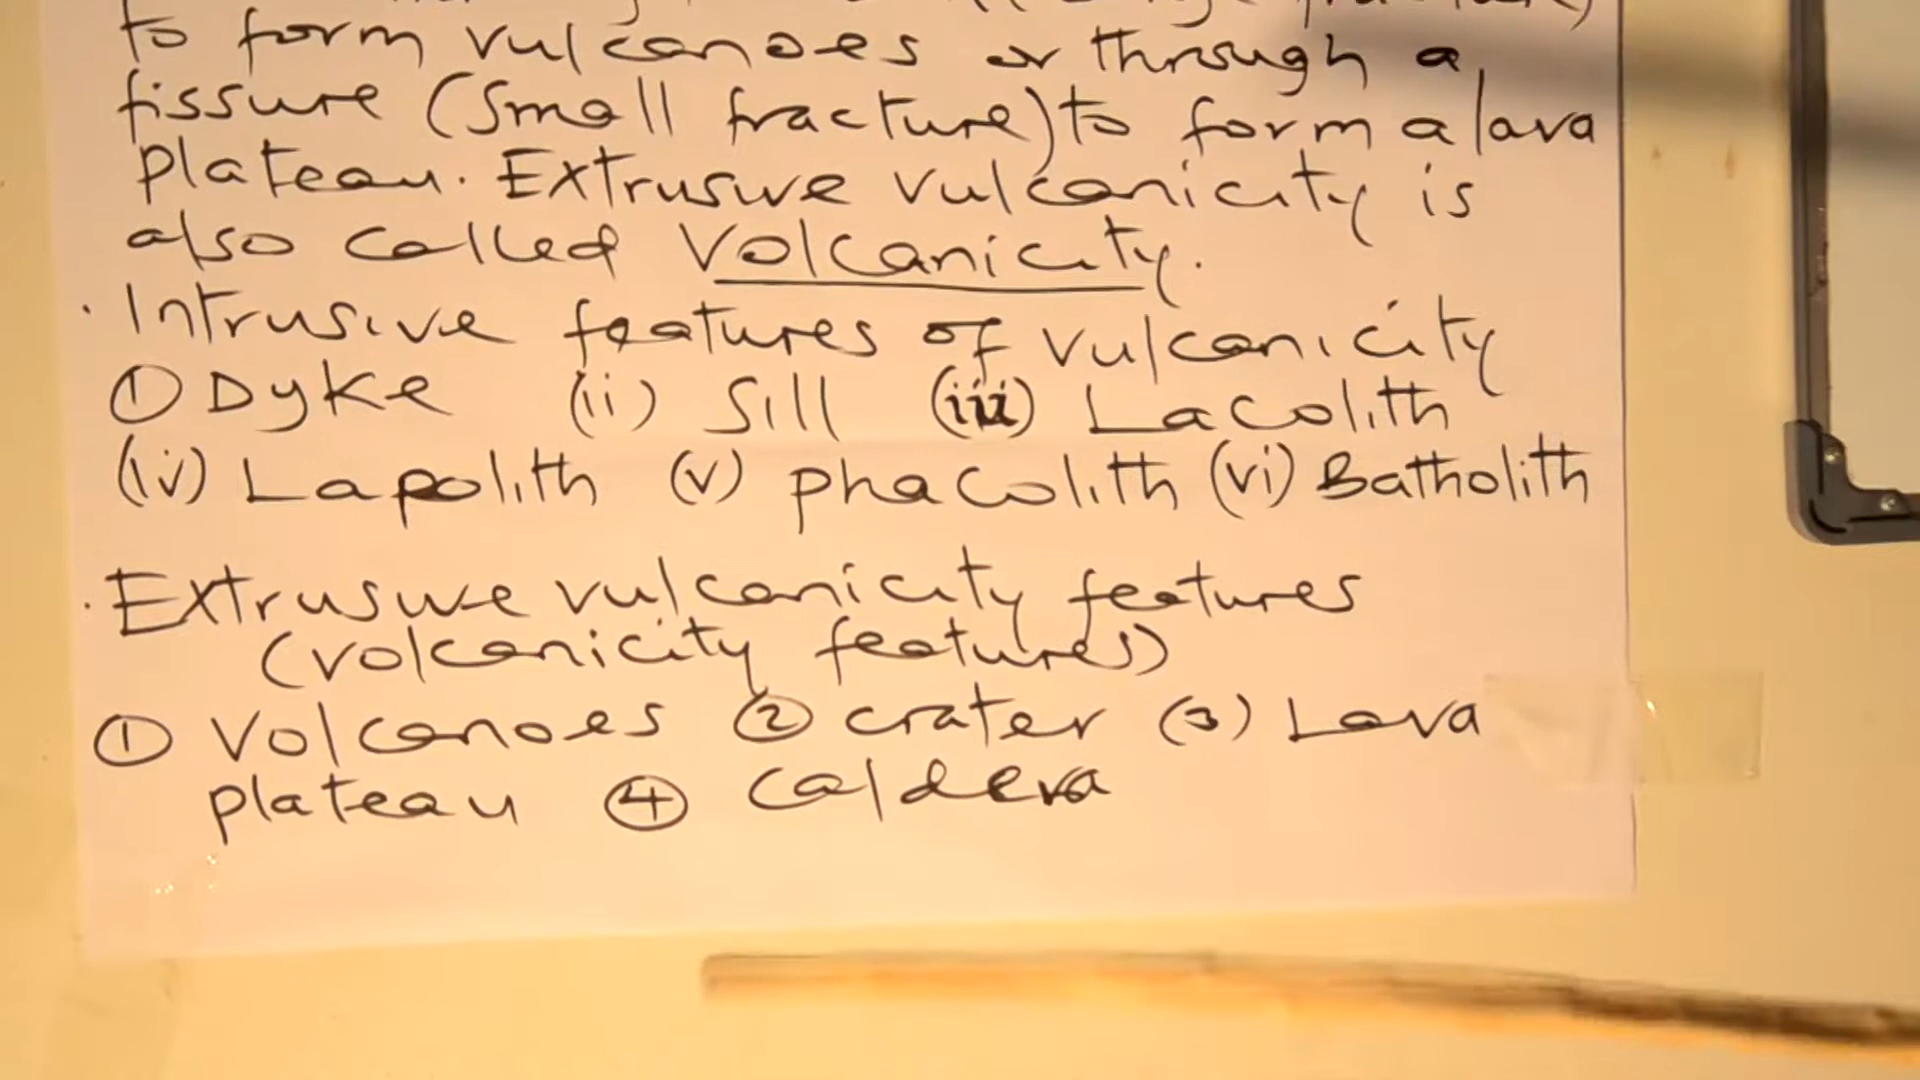 to form vulcanoes or through a
fissure (small fracture) to form a lava
plateau. Extrusive vulcanicity is
also called Volcanicity.
· Intrusive features of vulcanicity
① Dyke (ii) Sill (iii) Lacolith
(iv) Lapolith (v) phacolith (vi) Batholith
· Extrusive vulcanicity features
(volcanicity features)
① Volcanoes ② crater (3) Lava
plateau ④ caldera